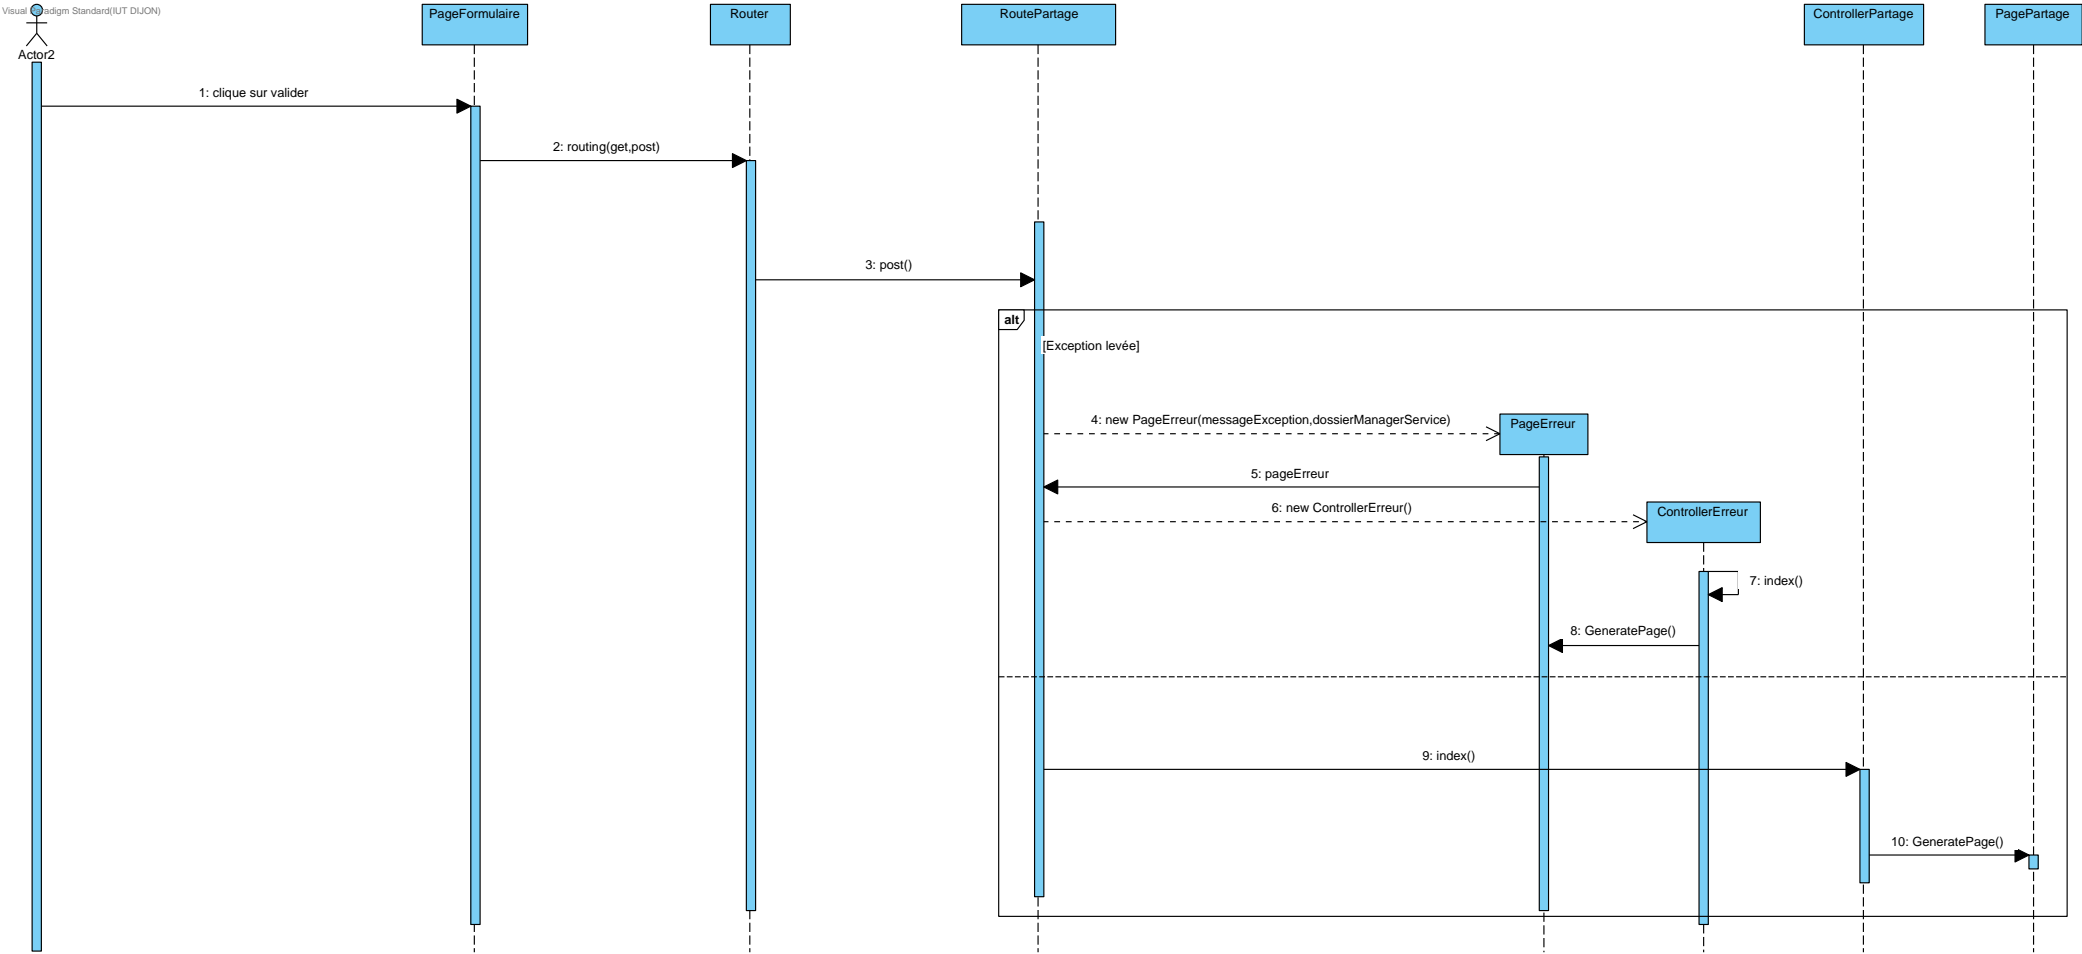 Visual Paradigm Standard(IUT DIJON)
Actor2
PageFormulaire
Router
RoutePartage
ControllerPartage
PagePartage
1: clique sur valider
2: routing(get,post)
3: post()
alt
[Exception levée]
4: new PageErreur(messageException,dossierManagerService)
PageErreur
5: pageErreur
6: new ControllerErreur()
ControllerErreur
7: index()
8: GeneratePage()
9: index()
10: GeneratePage()